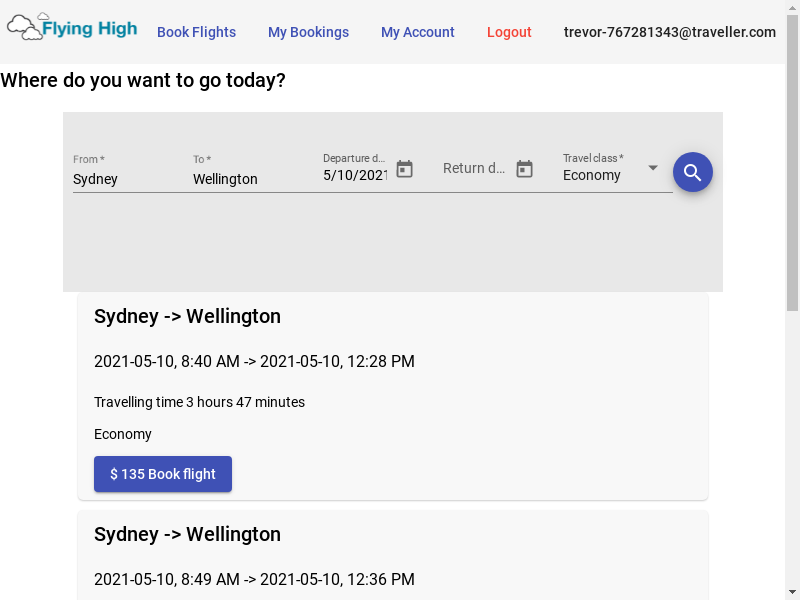 Flying High
Book Flights
My Bookings
My Account
Logout
trevor-767281343@traveller.com
Where do you want to go today?
From *
Sydney
To *
Wellington
Departure d...
5/10/2021
Return d...
Travel class *
Economy
Sydney -> Wellington
2021-05-10, 8:40 AM -> 2021-05-10, 12:28 PM
Travelling time 3 hours 47 minutes
Economy
$ 135 Book flight
Sydney -> Wellington
2021-05-10, 8:49 AM -> 2021-05-10, 12:36 PM